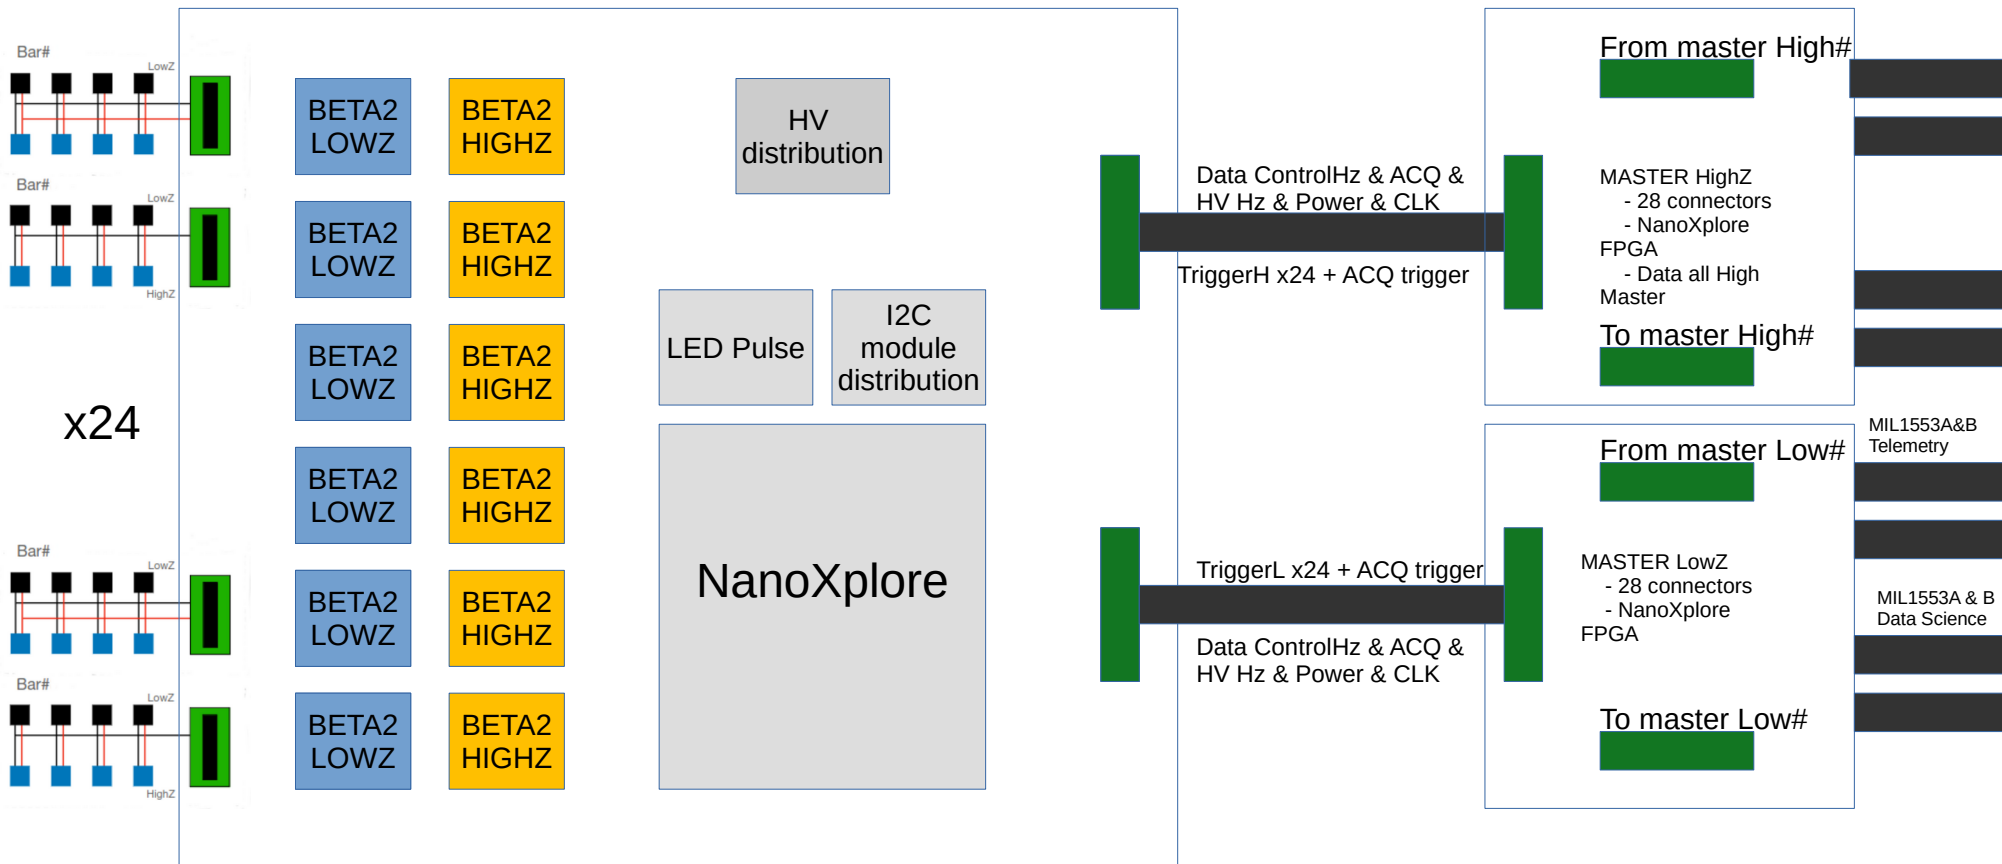 Bar#
LowZ
Bar#
LowZ
HighZ
x24
Bar#
LowZ
Bar#
LowZ
HighZ
BETA2
LOWZ
BETA2
HIGHZ
BETA2
LOWZ
BETA2
HIGHZ
BETA2
LOWZ
BETA2
HIGHZ
BETA2
LOWZ
BETA2
HIGHZ
BETA2
LOWZ
BETA2
HIGHZ
BETA2
LOWZ
BETA2
HIGHZ
HV
distribution
LED Pulse
I2C
module
distribution
NanoXplore
Data ControlHz & ACQ &
HV Hz & Power & CLK
TriggerH x24 + ACQ trigger
TriggerL x24 + ACQ trigger
Data ControlHz & ACQ &
HV Hz & Power & CLK
From master High#
MASTER HighZ
- 28 connectors
- NanoXplore
FPGA
- Data all High
Master
To master High#
From master Low#
MASTER LowZ
- 28 connectors
- NanoXplore
FPGA
To master Low#
MIL1553A&B
Telemetry
MIL1553A & B
Data Science